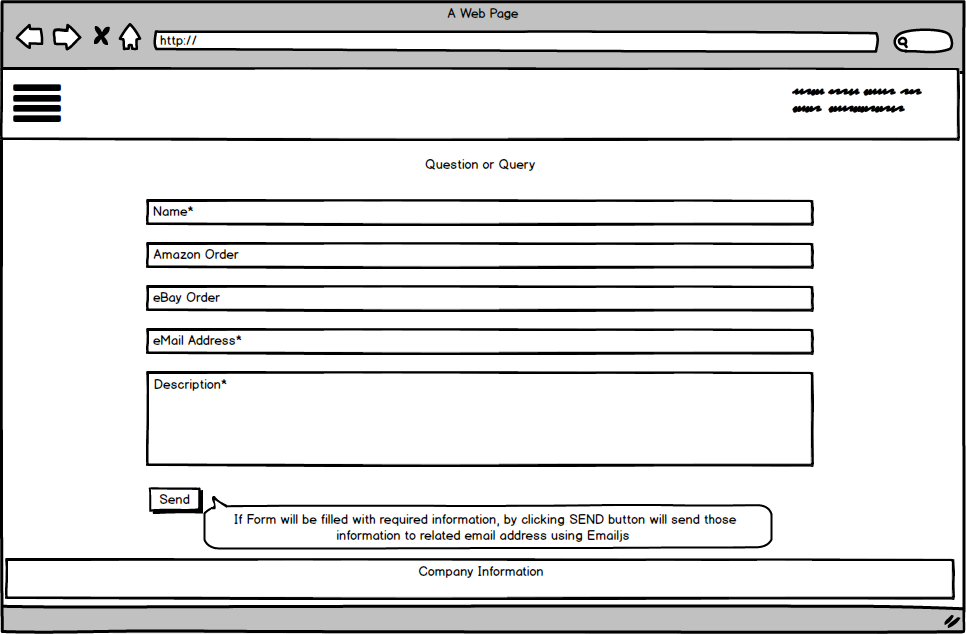 A Web Page
http://
Question or Query
Name*
Amazon Order
eBay Order
eMail Address*
Description*
Send
If Form will be filled with required information, by clicking SEND button will send those
information to related email address using Emailjs
Company Information